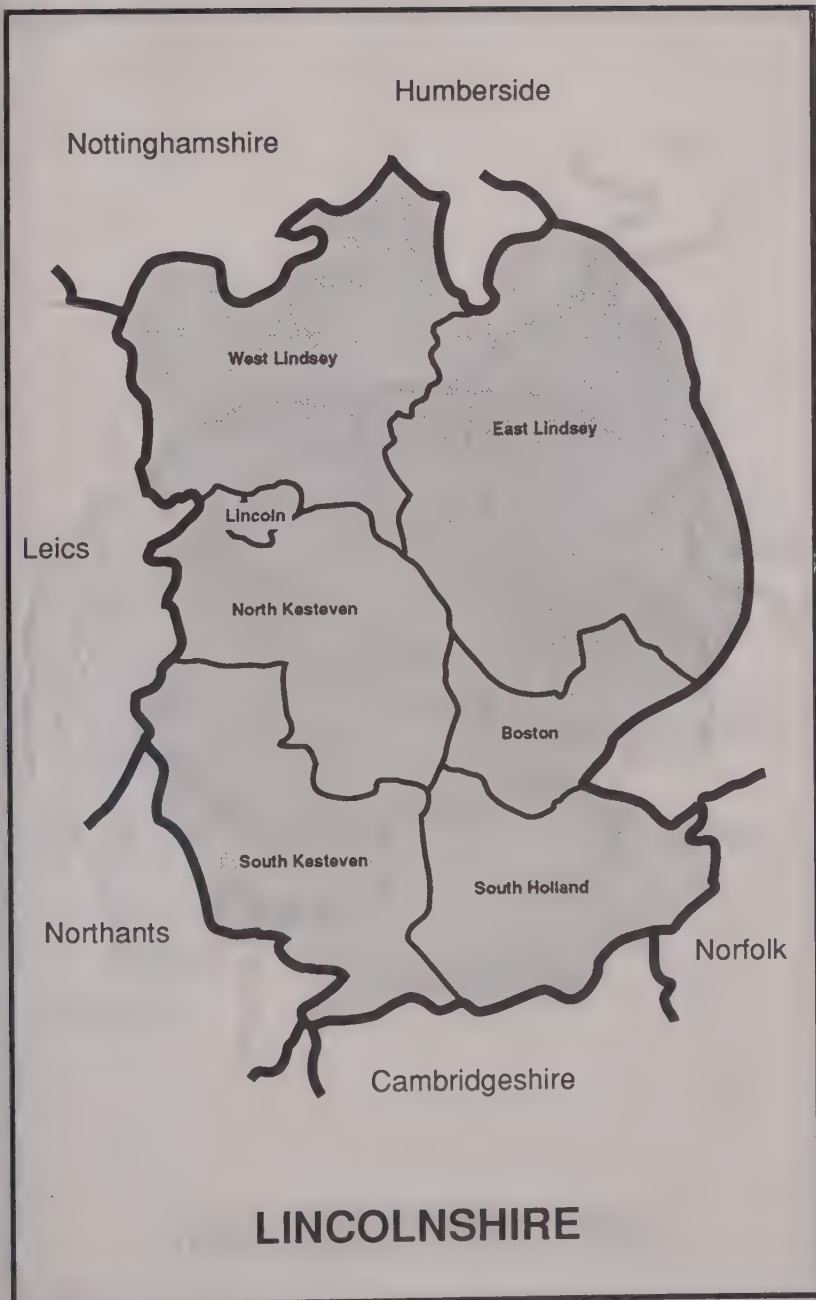 Humberside
Nottinghamshire
West Lindsey
East Lindsey
Lincoln
Leics
North Kesteven
Boston
South Kesteven
South Holland
Northants
Norfolk
Cambridgeshire
LINCOLNSHIRE